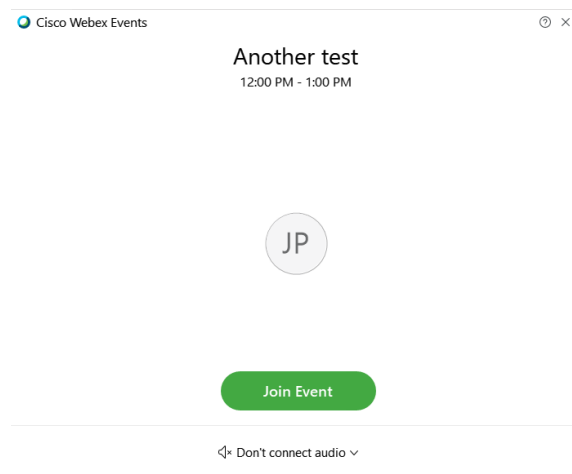 Cisco Webex Events
Another test
12:00 PM - 1:00 PM
JP
Join Event
Don't connect audio